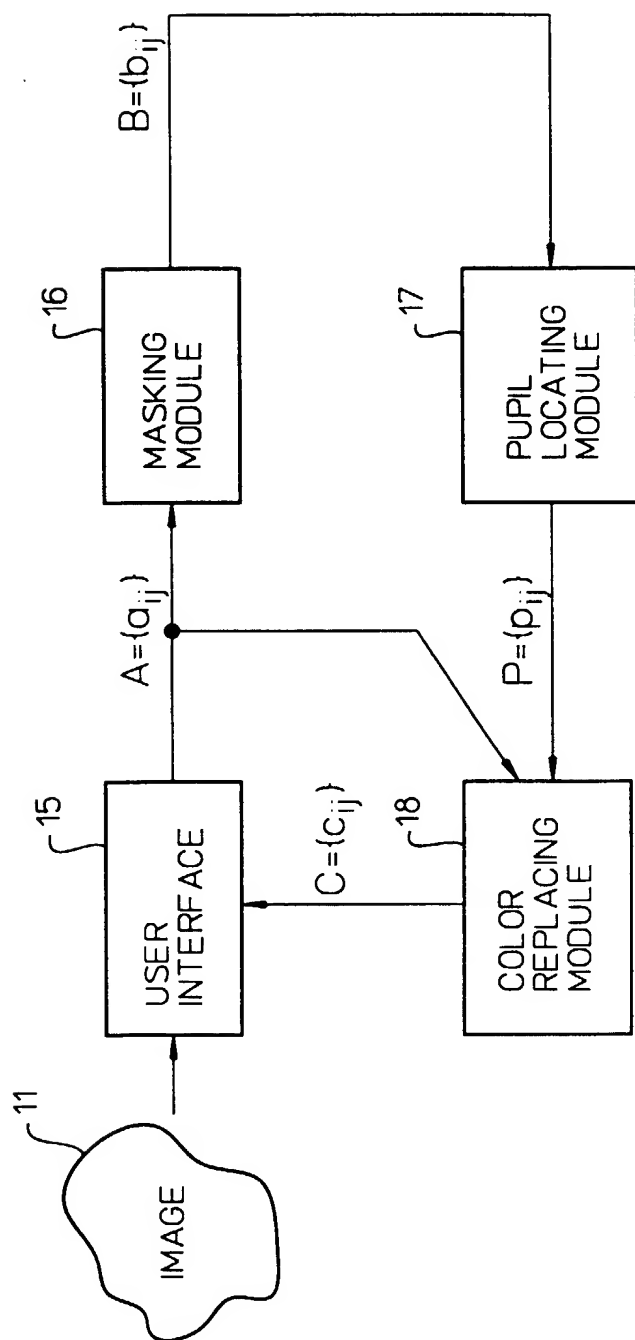 11
IMAGE
15
USER
INTERFACE
A={aij}
16
MASKING
MODULE
B={bij}
C={cij}
18
COLOR
REPLACING
MODULE
P={pij}
17
PUPIL
LOCATING
MODULE